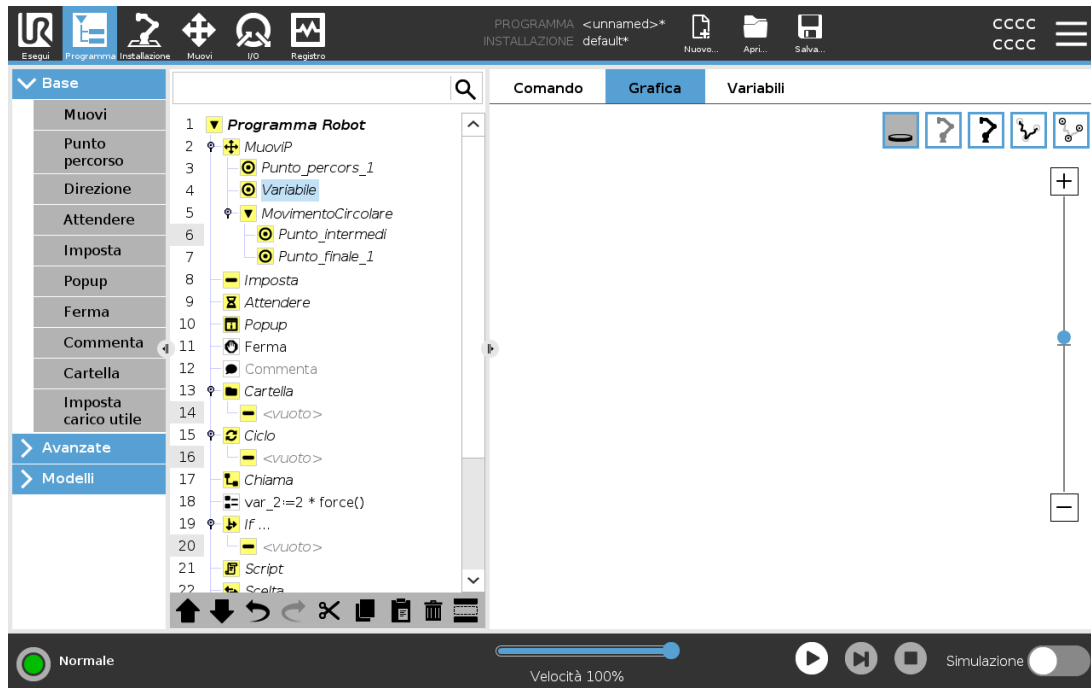 PROGRAMMA <unnamed>*
INSTALLAZIONE default*
CCCC
CCCC
Esegui
Programma
Installazione
Muovi
I/O
Registro
Nuovo...
Apri...
Salva...
Base
Muovi
Punto
percorso
Direzione
Attendere
Imposta
Popup
Ferma
Commenta
Cartella
Imposta
carico utile
Avanzate
Modelli
1 Programma Robot
2 MuoviP
3 Punto_percors_1
4 Variabile
5 MovimentoCircolare
6 Punto_intermedi
7 Punto_finale_1
8 Imposta
9 Attendere
10 Popup
11 Ferma
12 Commenta
13 Cartella
14 <vuoto>
15 Ciclo
16 <vuoto>
17 Chiama
18 var_2:=2 * force()
19 If ...
20 <vuoto>
21 Script
22 Scelta
Comando
Grafica
Variabili
Normale
Velocità 100%
Simulazione